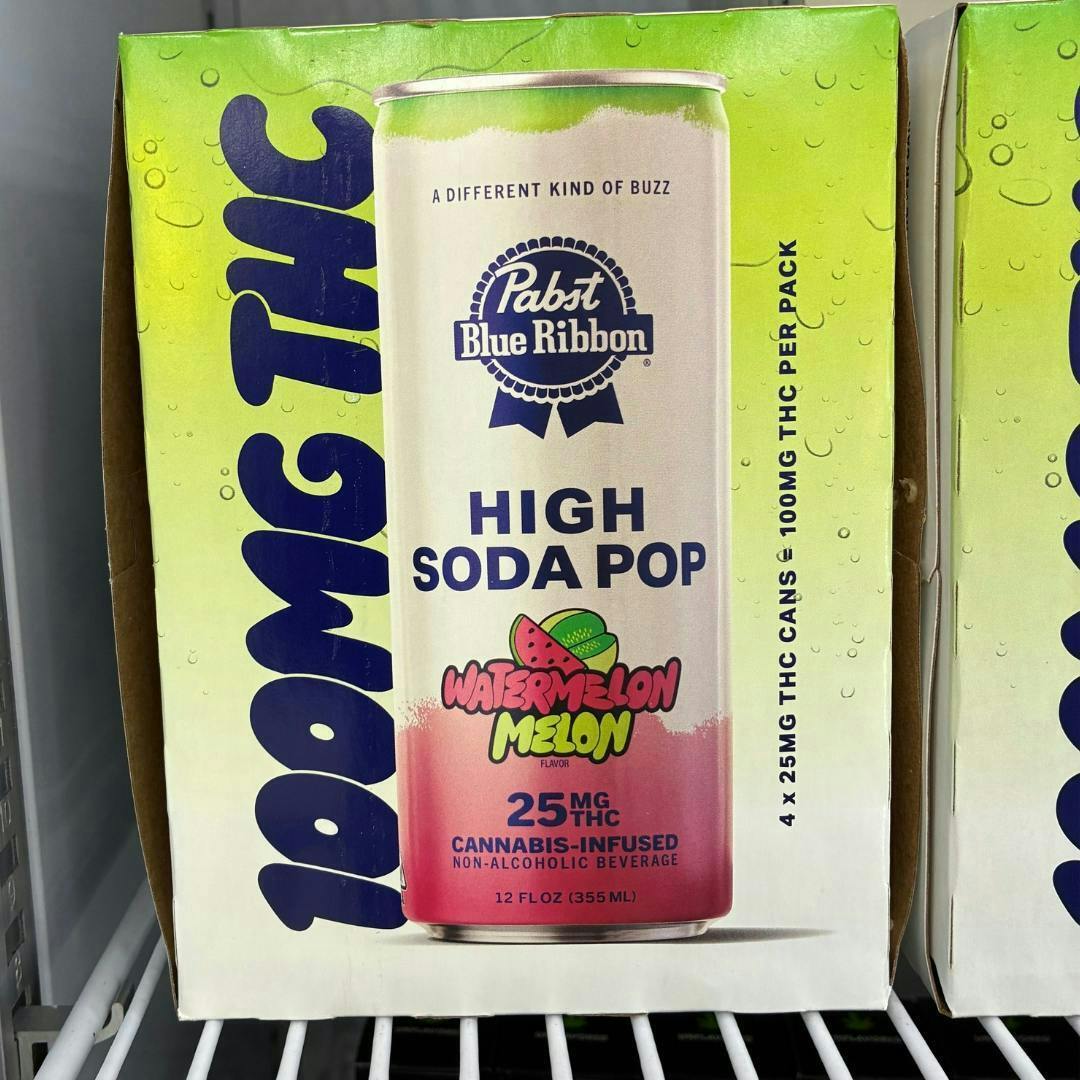 100MG THC
A DIFFERENT KIND OF BUZZ
Pabst
Blue Ribbon®
HIGH
SODA POP
WATERMELON
MELON
FLAVOR
25 MG THC
CANNABIS-INFUSED
NON-ALCOHOLIC BEVERAGE
12 FL OZ (355 ML)
4 x 25MG THC CANS = 100MG THC PER PACK